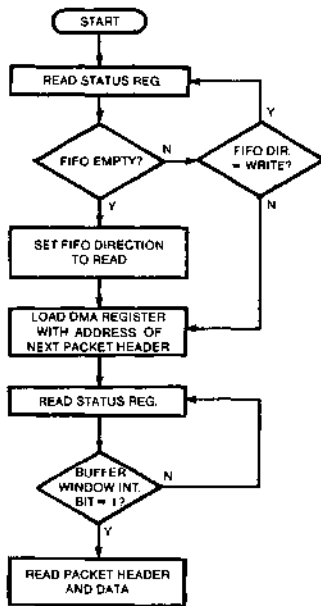 START
READ STATUS REG.
Y
FIFO EMPTY?
N
FIFO DIR.
= WRITE?
Y
N
SET FIFO DIRECTION
TO READ
LOAD DMA REGISTER
WITH ADDRESS OF
NEXT PACKET HEADER
READ STATUS REG.
BUFFER
WINDOW INT.
BIT = 1?
N
Y
READ PACKET HEADER
AND DATA